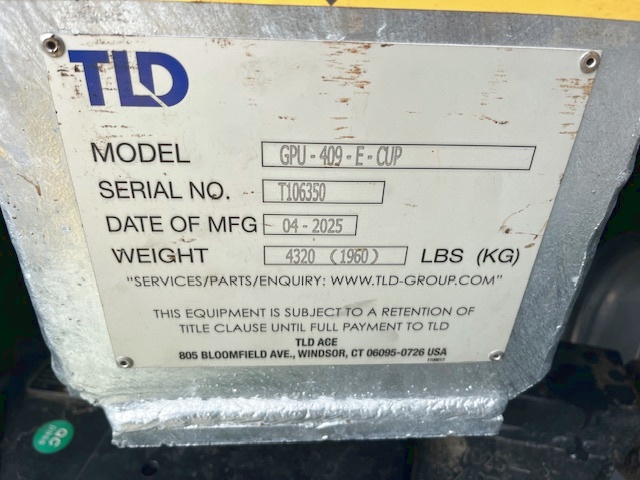 TLD
MODEL GPU-409-E-CUP
SERIAL NO. T106350
DATE OF MFG 04-2025
WEIGHT 4320 (1960) LBS (KG)
"SERVICES/PARTS/ENQUIRY: WWW.TLD-GROUP.COM"
THIS EQUIPMENT IS SUBJECT TO A RETENTION OF
TITLE CLAUSE UNTIL FULL PAYMENT TO TLD
TLD ACE
805 BLOOMFIELD AVE., WINDSOR, CT 06095-0726 USA
QC